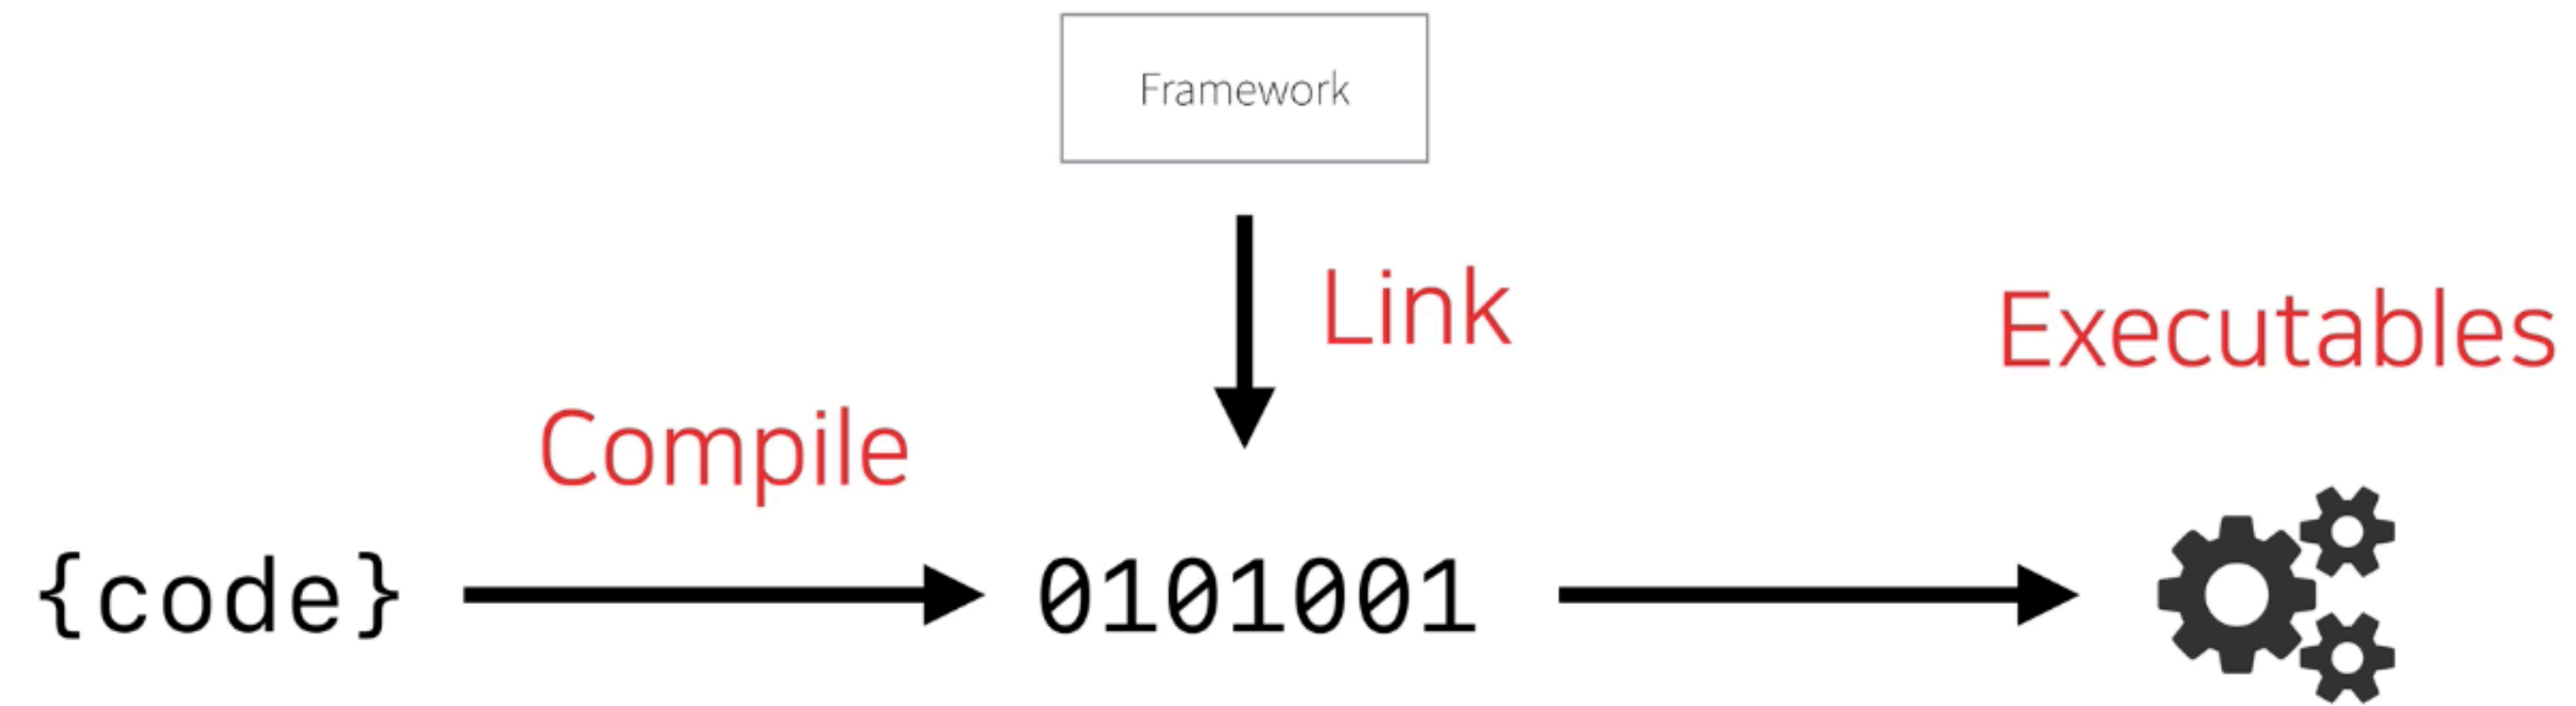 Framework
Link
Executables
Compile
{code}
0101001